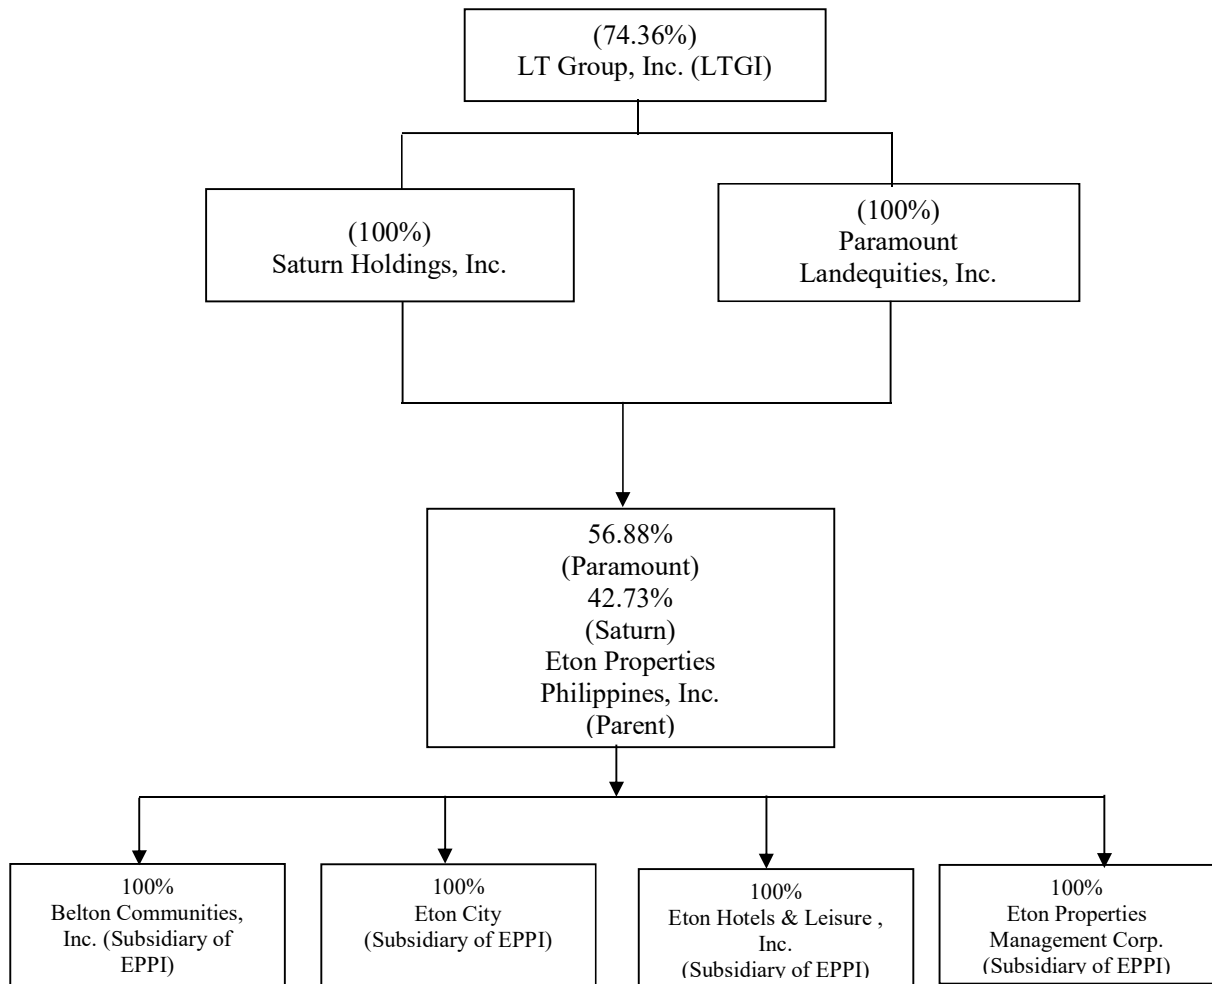 (74.36%)
LT Group, Inc. (LTGI)
(100%)
Saturn Holdings, Inc.
(100%)
Paramount
Landequities, Inc.
56.88%
(Paramount)
42.73%
(Saturn)
Eton Properties
Philippines, Inc.
(Parent)
100%
Belton Communities,
Inc. (Subsidiary of
EPPI)
100%
Eton City
(Subsidiary of EPPI)
100%
Eton Hotels & Leisure ,
Inc.
(Subsidiary of EPPI)
100%
Eton Properties
Management Corp.
(Subsidiary of EPPI)